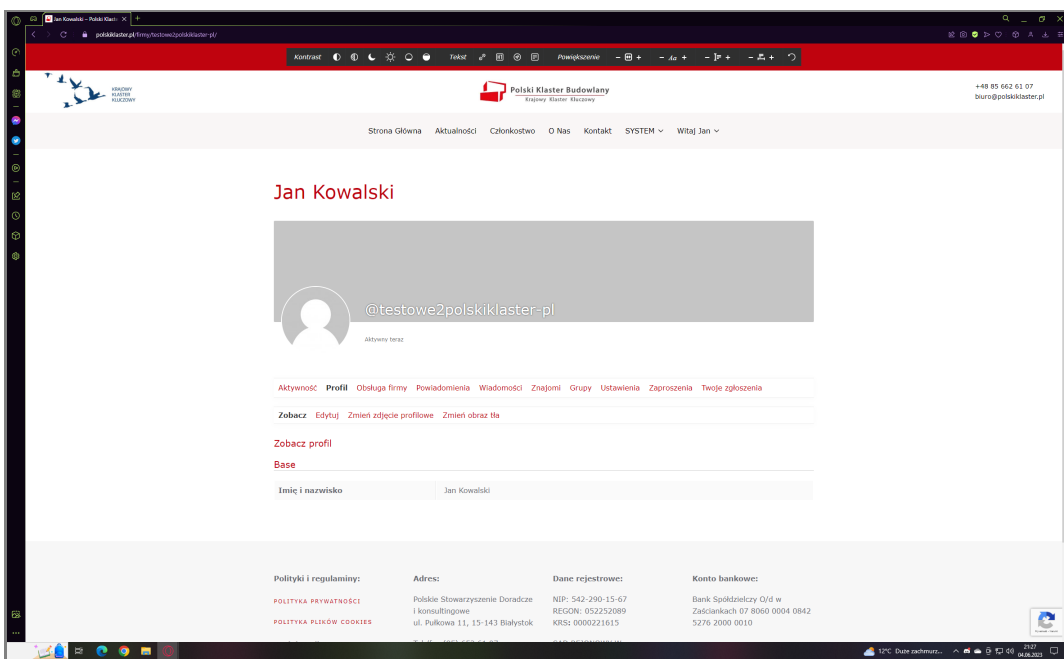 Jan Kowalski – Polski Klaste
polskiklaster.pl/firmy/testowe2polskiklaster-pl/
Kontrast Tekst Powiększenie
KRAJOWY
KLASTER
KLUCZOWY
Polski Klaster Budowlany
Krajowy Klaster Kluczowy
+48 85 662 61 07
biuro@polskiklaster.pl
Strona Główna Aktualności Członkostwo O Nas Kontakt SYSTEM Witaj Jan
Jan Kowalski
@testowe2polskiklaster-pl
Aktywny teraz
Aktywność Profil Obsługa firmy Powiadomienia Wiadomości Znajomi Grupy Ustawienia Zaproszenia Twoje zgłoszenia
Zobacz Edytuj Zmień zdjęcie profilowe Zmień obraz tła
Zobacz profil
Base
Imię i nazwisko Jan Kowalski
Polityki i regulaminy:
POLITYKA PRYWATNOŚCI
POLITYKA PLIKÓW COOKIES
Adres:
Polskie Stowarzyszenie Doradcze
i konsultingowe
ul. Pułkowa 11, 15-143 Białystok
Dane rejestrowe:
NIP: 542-290-15-67
REGON: 052252089
KRS: 0000221615
Konto bankowe:
Bank Spółdzielczy O/d w
Zaściankach 07 8060 0004 0842
5276 2000 0010
12°C Duże zachmurz...
21:27
04.06.2023